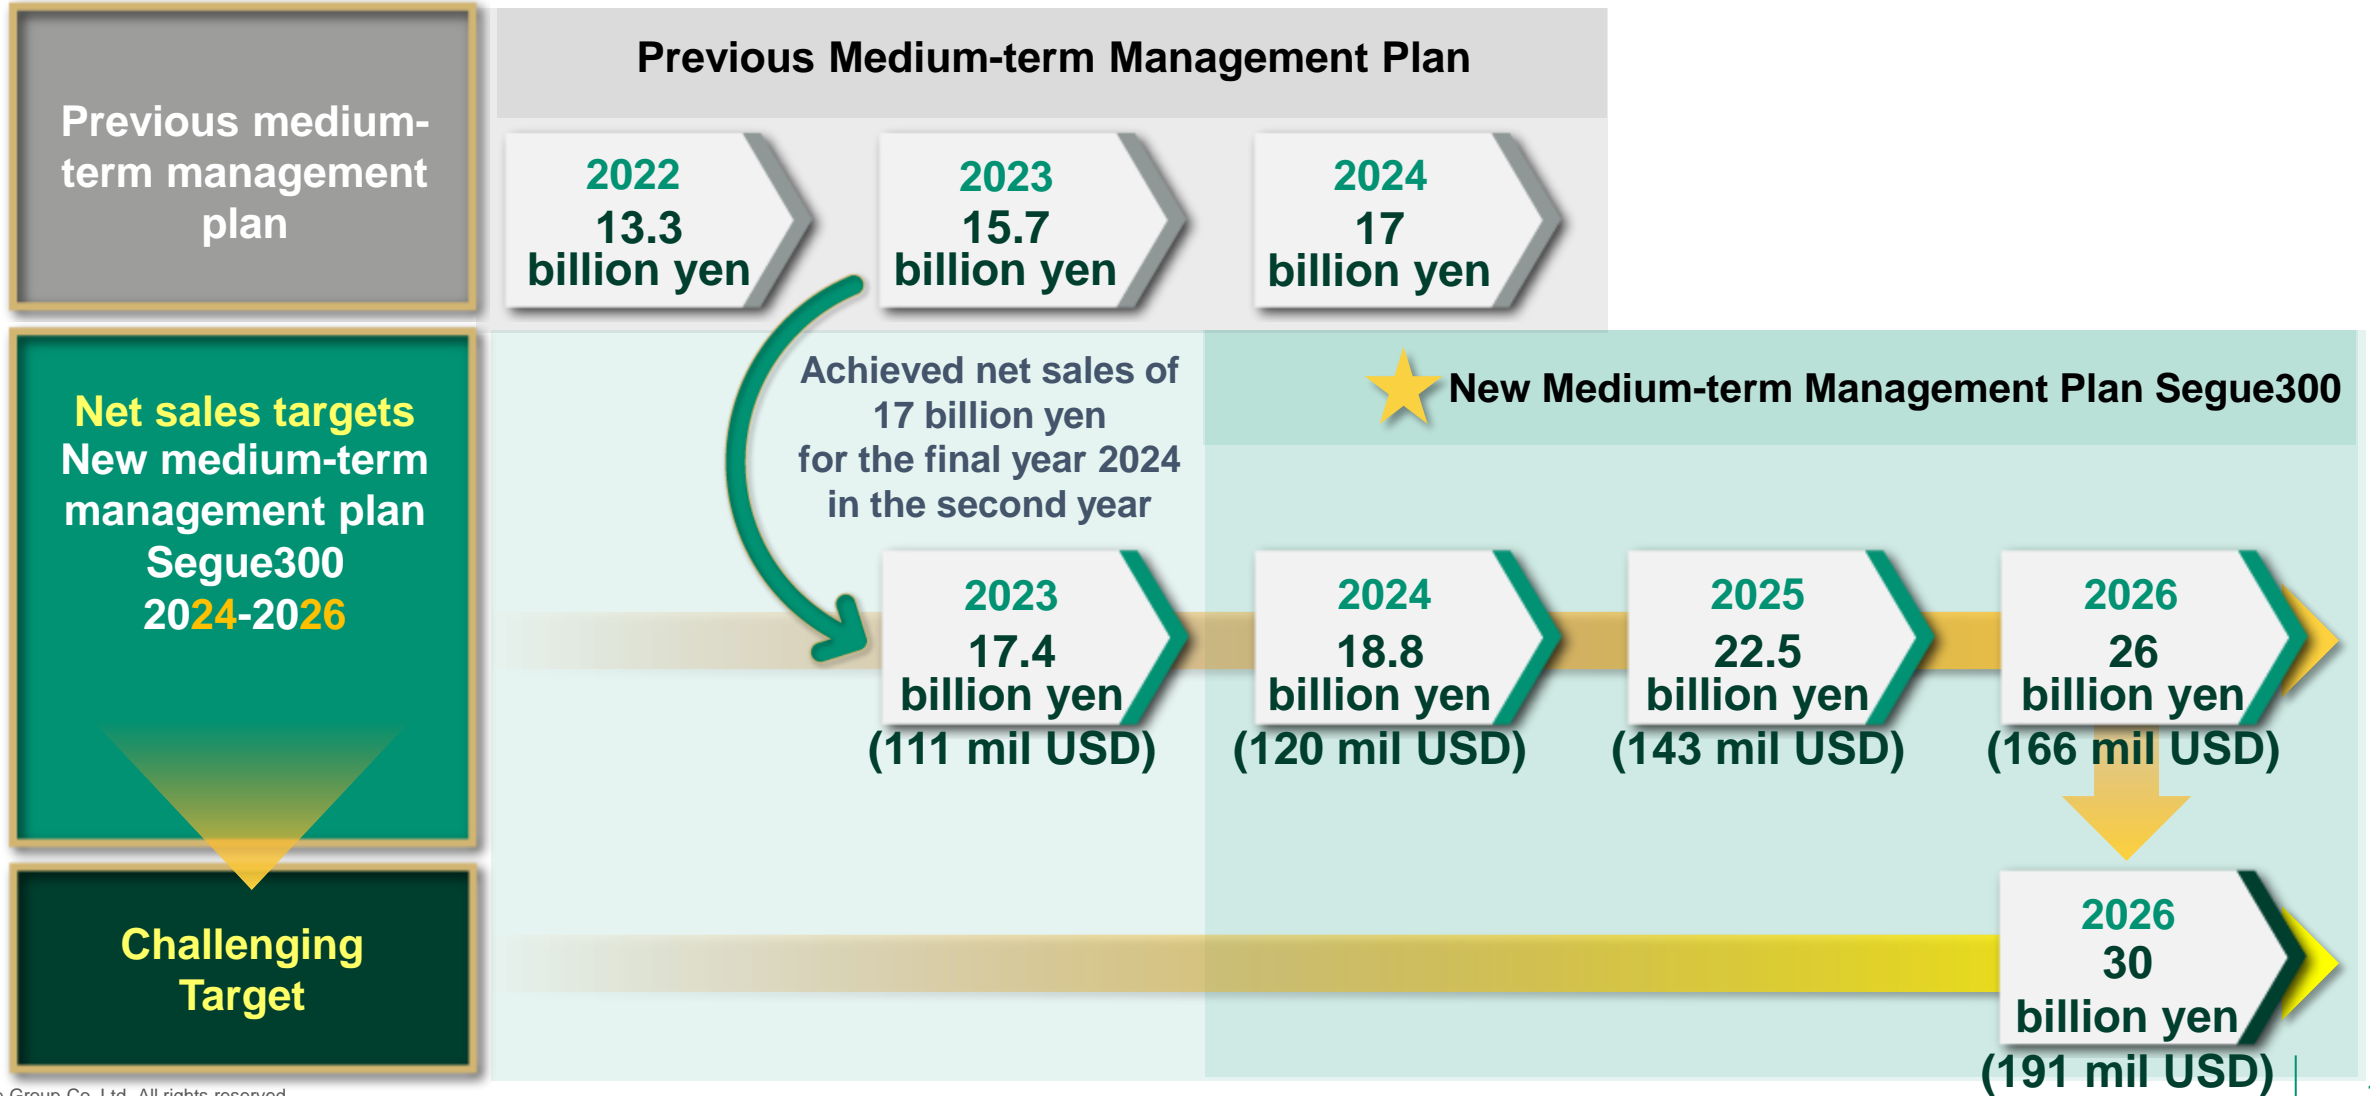 Previous medium-
term management
plan
Previous Medium-term Management Plan
2022
13.3
billion yen
2023
15.7
billion yen
2024
17
billion yen
Net sales targets
New medium-term
management plan
Segue300
2024-2026
Achieved net sales of
17 billion yen
for the final year 2024
in the second year
New Medium-term Management Plan Segue300
2023
17.4
billion yen
(111 mil USD)
2024
18.8
billion yen
(120 mil USD)
2025
22.5
billion yen
(143 mil USD)
2026
26
billion yen
(166 mil USD)
Challenging
Target
2026
30
billion yen
(191 mil USD)
Group Co.,Ltd. All rights reserved